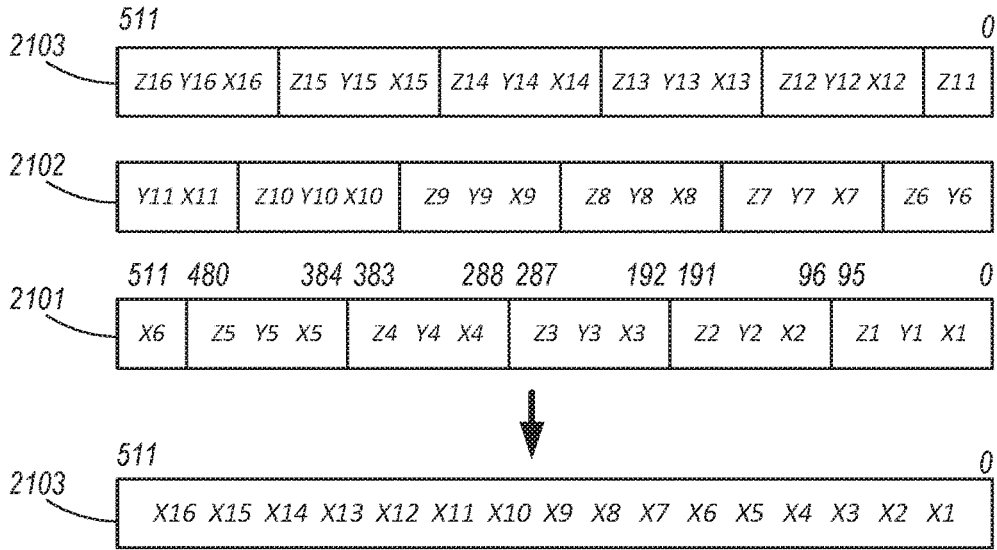 511 0
2103
Z16 Y16 X16 Z15 Y15 X15 Z14 Y14 X14 Z13 Y13 X13 Z12 Y12 X12 Z11
2102
Y11 X11 Z10 Y10 X10 Z9 Y9 X9 Z8 Y8 X8 Z7 Y7 X7 Z6 Y6
511 480 384 383 288 287 192 191 96 95 0
2101
X6 Z5 Y5 X5 Z4 Y4 X4 Z3 Y3 X3 Z2 Y2 X2 Z1 Y1 X1
511 0
2103
X16 X15 X14 X13 X12 X11 X10 X9 X8 X7 X6 X5 X4 X3 X2 X1